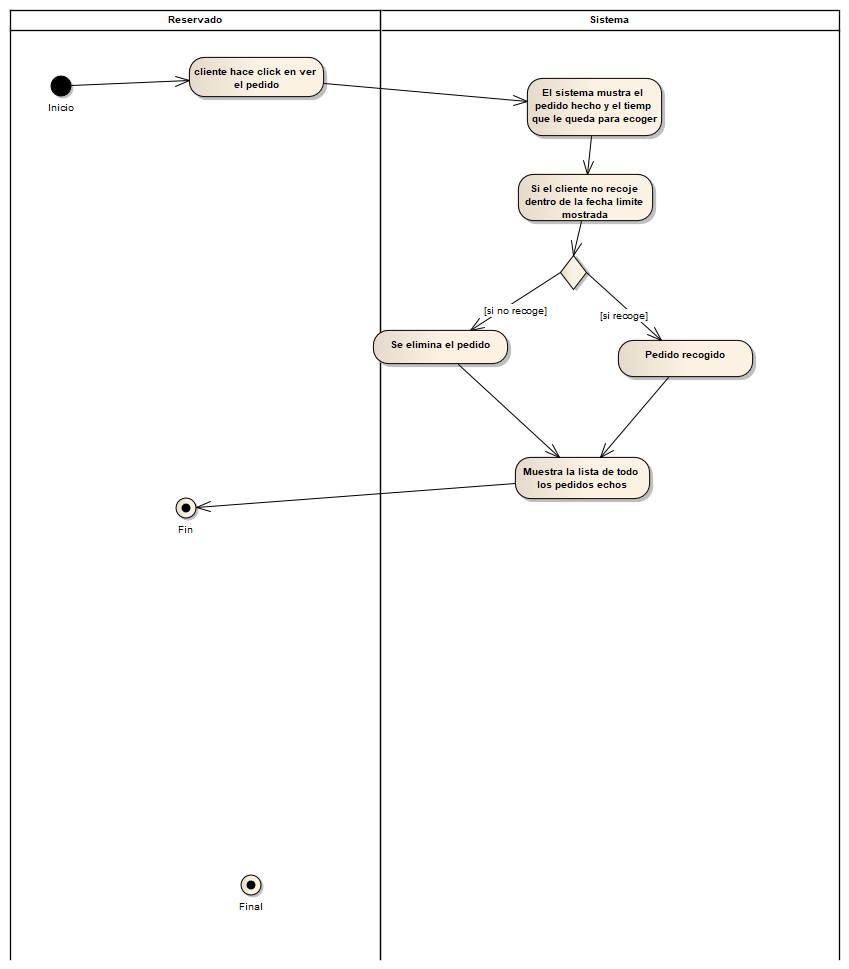 Reservado
Sistema
cliente hace click en ver
el pedido
Inicio
El sistema mustra el
pedido hecho y el tiemp
que le queda para ecoger
Si el cliente no recoje
dentro de la fecha limite
mostrada
[si no recoge]
[si recoge]
Se elimina el pedido
Pedido recogido
Muestra la lista de todo
los pedidos echos
Fin
Final